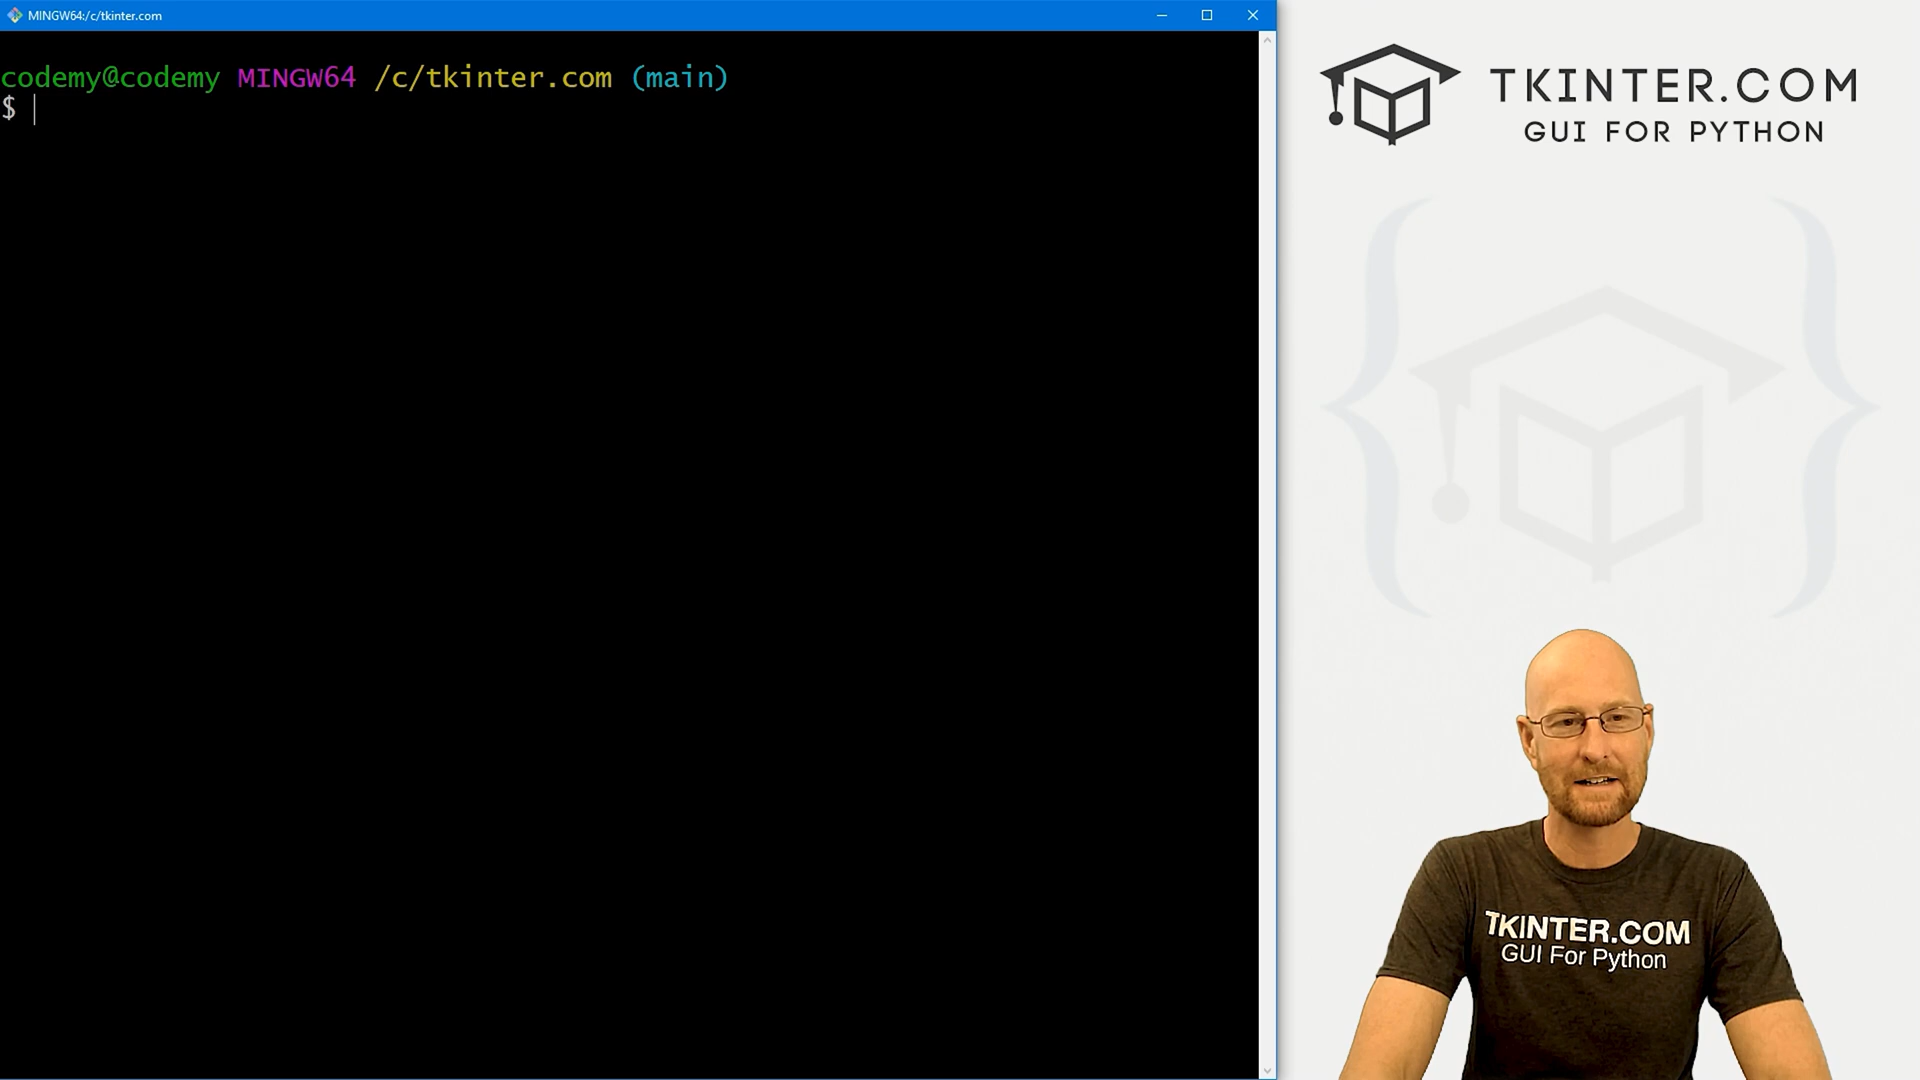 MINGW64:/c/tkinter.com
codemy@codemy MINGW64 /c/tkinter.com (main)
$
TKINTER.COM
GUI FOR PYTHON
TKINTER.COM
GUI For Python